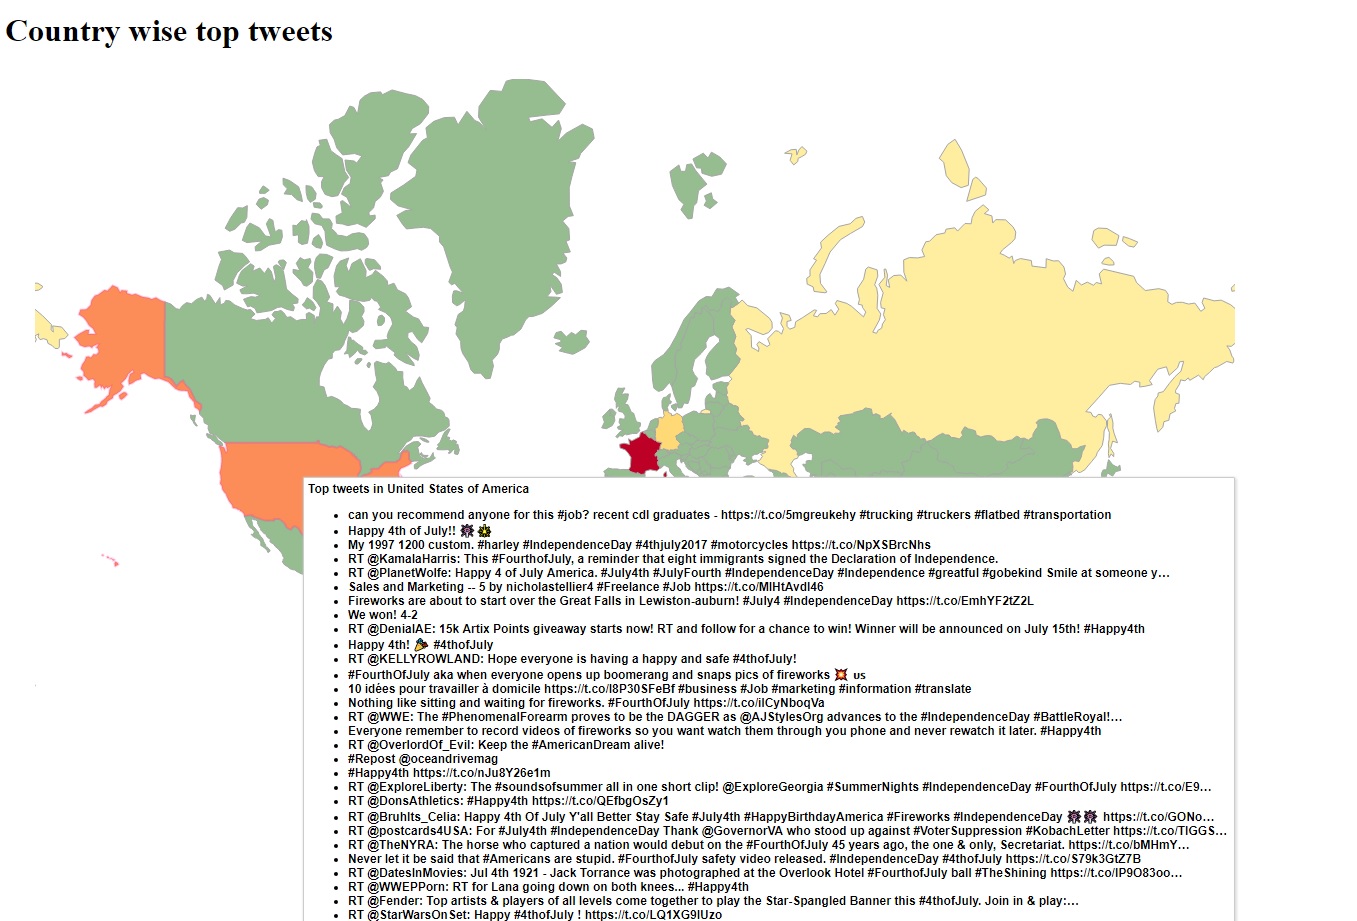 Country wise top tweets
Top tweets in United States of America
can you recommend anyone for this #job? recent cdl graduates - https://t.co/5mgreukehy #trucking #truckers #flatbed #transportation
Happy 4th of July!! 🎆 🎇
My 1997 1200 custom. #harley #IndependenceDay #4thjuly2017 #motorcycles https://t.co/NpXSBrcNhs
RT @KamalaHarris: This #FourthofJuly, a reminder that eight immigrants signed the Declaration of Independence.
RT @PlanetWolfe: Happy 4 of July America. #July4th #JulyFourth #IndependenceDay #Independence #greatful #gobekind Smile at someone y…
Sales and Marketing -- 5 by nicholastellier4 #Freelance #Job https://t.co/MlHtAvdl46
Fireworks are about to start over the Great Falls in Lewiston-auburn! #July4 #IndependenceDay https://t.co/EmhYF2tZ2L
We won! 4-2
RT @DenialAE: 15k Artix Points giveaway starts now! RT and follow for a chance to win! Winner will be announced on July 15th! #Happy4th
Happy 4th! 🎉 #4thofJuly
RT @KELLYROWLAND: Hope everyone is having a happy and safe #4thofJuly!
#FourthOfJuly aka when everyone opens up boomerang and snaps pics of fireworks 💥 🇺🇸
10 idées pour travailler à domicile https://t.co/I8P30SFeBf #business #Job #marketing #information #translate
Nothing like sitting and waiting for fireworks. #FourthOfJuly https://t.co/ilCyNboqVa
RT @WWE: The #PhenomenalForearm proves to be the DAGGER as @AJStylesOrg advances to the #IndependenceDay #BattleRoyal!…
Everyone remember to record videos of fireworks so you want watch them through you phone and never rewatch it later. #Happy4th
RT @OverlordOf_Evil: Keep the #AmericanDream alive!
#Repost @oceandrivemag
#Happy4th https://t.co/nJu8Y26e1m
RT @ExploreLiberty: The #soundsofsummer all in one short clip! @ExploreGeorgia #SummerNights #IndependenceDay #FourthOfJuly https://t.co/E9…
RT @DonsAthletics: #Happy4th https://t.co/QEfbgOsZy1
RT @BruhIts_Celia: Happy 4th Of July Y'all Better Stay Safe #July4th #HappyBirthdayAmerica #Fireworks #IndependenceDay 🎆🎆 https://t.co/GONo…
RT @postcards4USA: For #July4th #IndependenceDay Thank @GovernorVA who stood up against #VoterSuppression #KobachLetter https://t.co/TlGGS…
RT @TheNYRA: The horse who captured a nation would debut on the #FourthOfJuly 45 years ago, the one & only, Secretariat. https://t.co/bMHmY…
Never let it be said that #Americans are stupid. #FourthofJuly safety video released. #IndependenceDay #4thofJuly https://t.co/S79k3GtZ7B
RT @DatesInMovies: Jul 4th 1921 - Jack Torrance was photographed at the Overlook Hotel #FourthofJuly ball #TheShining https://t.co/IP9O83oo…
RT @WWEPPorn: RT for Lana going down on both knees... #Happy4th
RT @Fender: Top artists & players of all levels come together to play the Star-Spangled Banner this #4thofJuly. Join in & play:…
RT @StarWarsOnSet: Happy #4thofJuly ! https://t.co/LQ1XG9lUzo